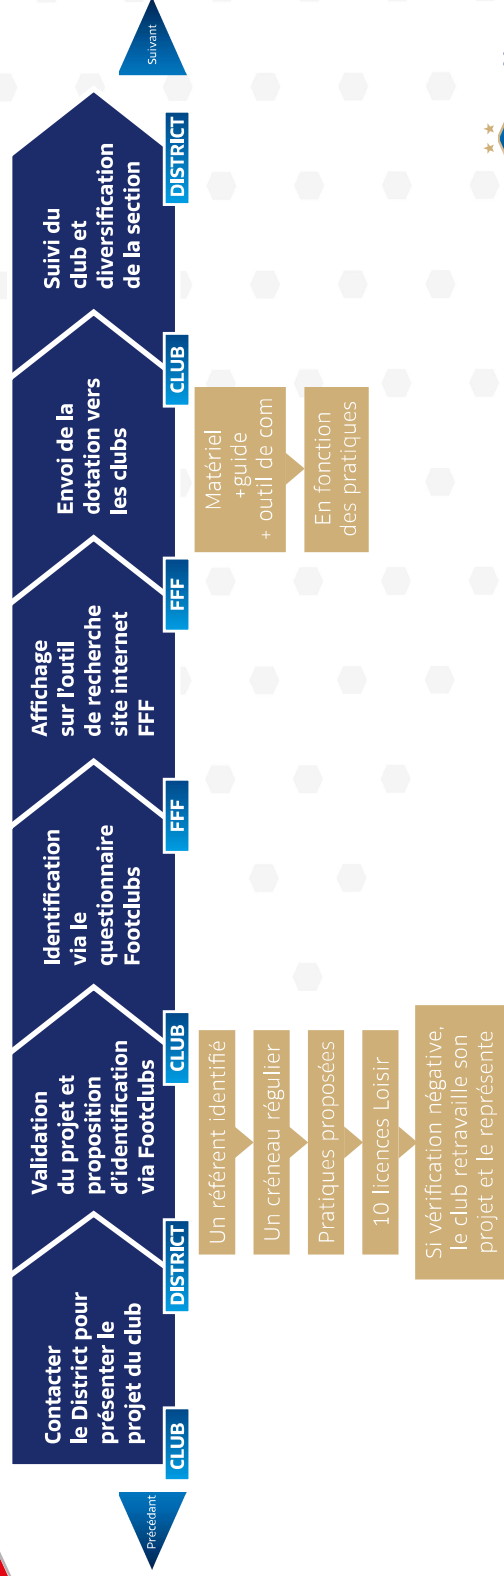 Précédant
Contacter
le District pour
présenter le
projet du club
CLUB
Validation
du projet et
proposition
d'identification
via Footclubs
DISTRICT
Identification
via le
questionnaire
Footclubs
CLUB
Affichage
sur l'outil
de recherche
site internet
FFF
FFF
Envoi de la
dotation vers
les clubs
FFF
Suivi du
club et
diversification
de la section
CLUB
DISTRICT
Suivant
Un référent identifié
Un créneau régulier
Pratiques proposées
10 licences Loisir
Si vérification négative,
le club retravaille son
projet et le représente
Matériel
+guide
+ outil de com
En fonction
des pratiques